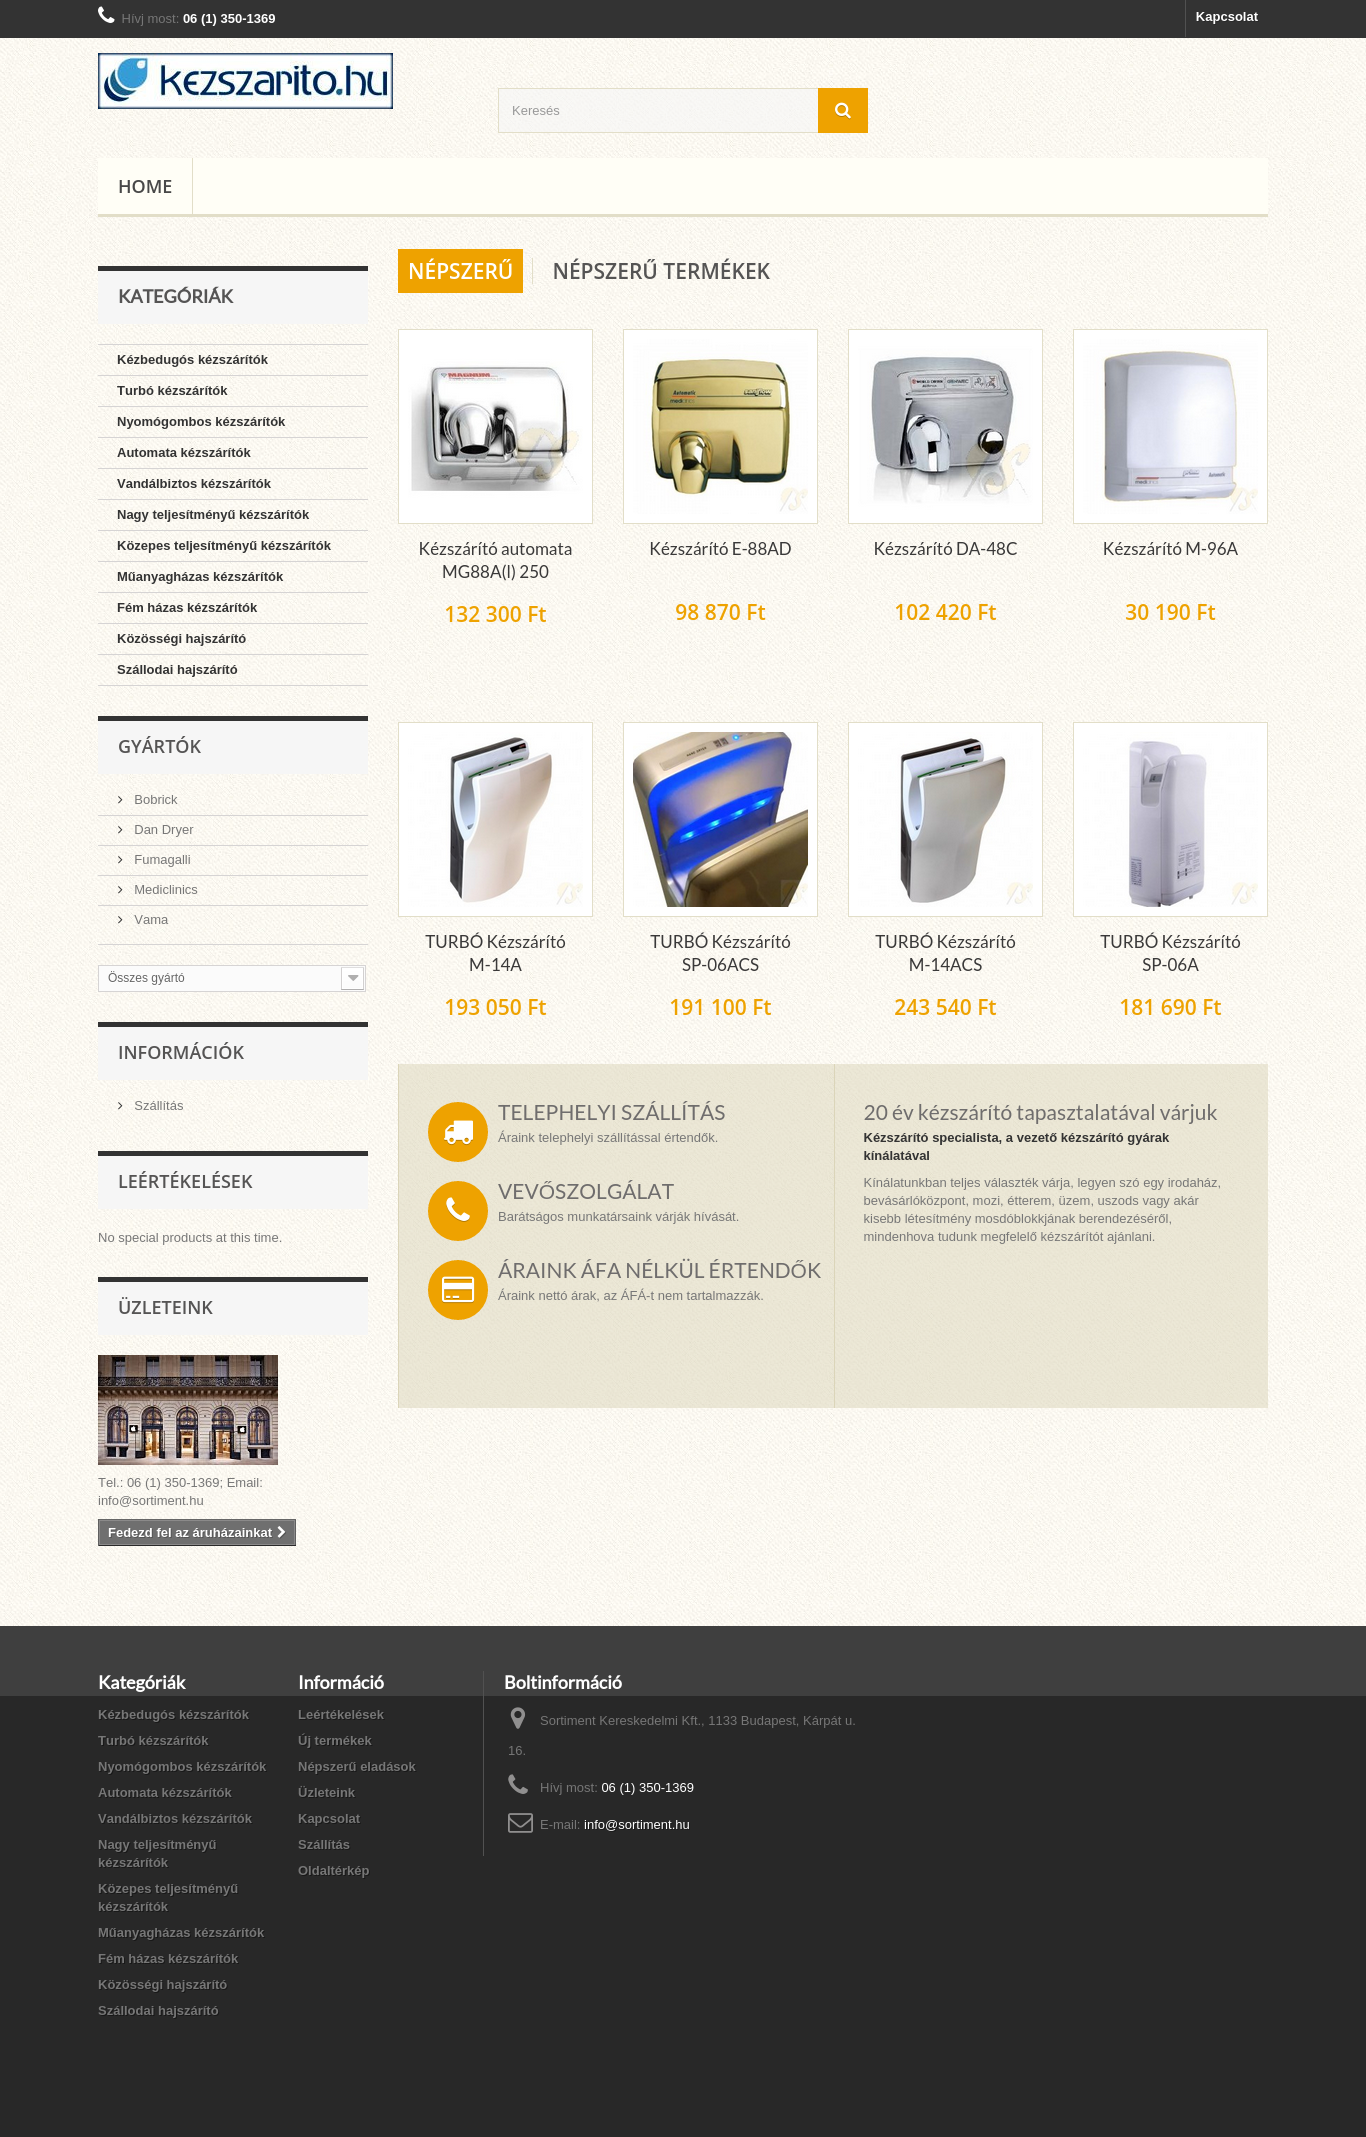 Hívj most: 06 (1) 350-1369
Kapcsolat
kezszarito.hu
Keresés
HOME
KATEGÓRIÁK
Kézbedugós kézszárítók
Turbó kézszárítók
Nyomógombos kézszárítók
Automata kézszárítók
Vandálbiztos kézszárítók
Nagy teljesítményű kézszárítók
Közepes teljesítményű kézszárítók
Műanyagházas kézszárítók
Fém házas kézszárítók
Közösségi hajszárító
Szállodai hajszárító
GYÁRTÓK
Bobrick
Dan Dryer
Fumagalli
Mediclinics
Vama
Összes gyártó
INFORMÁCIÓK
Szállítás
LEÉRTÉKELÉSEK
No special products at this time.
ÜZLETEINK
Tel.: 06 (1) 350-1369; Email:
info@sortiment.hu
Fedezd fel az áruházainkat
NÉPSZERŰ
NÉPSZERŰ TERMÉKEK
MAGNUM
Kézszárító automata
MG88A(I) 250
132 300 Ft
Automatik
Kézszárító E-88AD
98 870 Ft
WORLD DRYER
Kézszárító DA-48C
102 420 Ft
Automatik
Kézszárító M-96A
30 190 Ft
TURBÓ Kézszárító
M-14A
193 050 Ft
TURBÓ Kézszárító
SP-06ACS
191 100 Ft
TURBÓ Kézszárító
M-14ACS
243 540 Ft
TURBÓ Kézszárító
SP-06A
181 690 Ft
TELEPHELYI SZÁLLÍTÁS
Áraink telephelyi szállítással értendők.
VEVŐSZOLGÁLAT
Barátságos munkatársaink várják hívását.
ÁRAINK ÁFA NÉLKÜL ÉRTENDŐK
Áraink nettó árak, az ÁFÁ-t nem tartalmazzák.
20 év kézszárító tapasztalatával várjuk
Kézszárító specialista, a vezető kézszárító gyárak
kínálatával
Kínálatunkban teljes választék várja, legyen szó egy irodaház,
bevásárlóközpont, mozi, étterem, üzem, uszods vagy akár
kisebb létesítmény mosdóblokkjának berendezéséről,
mindenhova tudunk megfelelő kézszárítót ajánlani.
Kategóriák
Kézbedugós kézszárítók
Turbó kézszárítók
Nyomógombos kézszárítók
Automata kézszárítók
Vandálbiztos kézszárítók
Nagy teljesítményű
kézszárítók
Közepes teljesítményű
kézszárítók
Műanyagházas kézszárítók
Fém házas kézszárítók
Közösségi hajszárító
Szállodai hajszárító
Információ
Leértékelések
Új termékek
Népszerű eladások
Üzleteink
Kapcsolat
Szállítás
Oldaltérkép
Boltinformáció
Sortiment Kereskedelmi Kft., 1133 Budapest, Kárpát u.
16.
Hívj most: 06 (1) 350-1369
E-mail: info@sortiment.hu